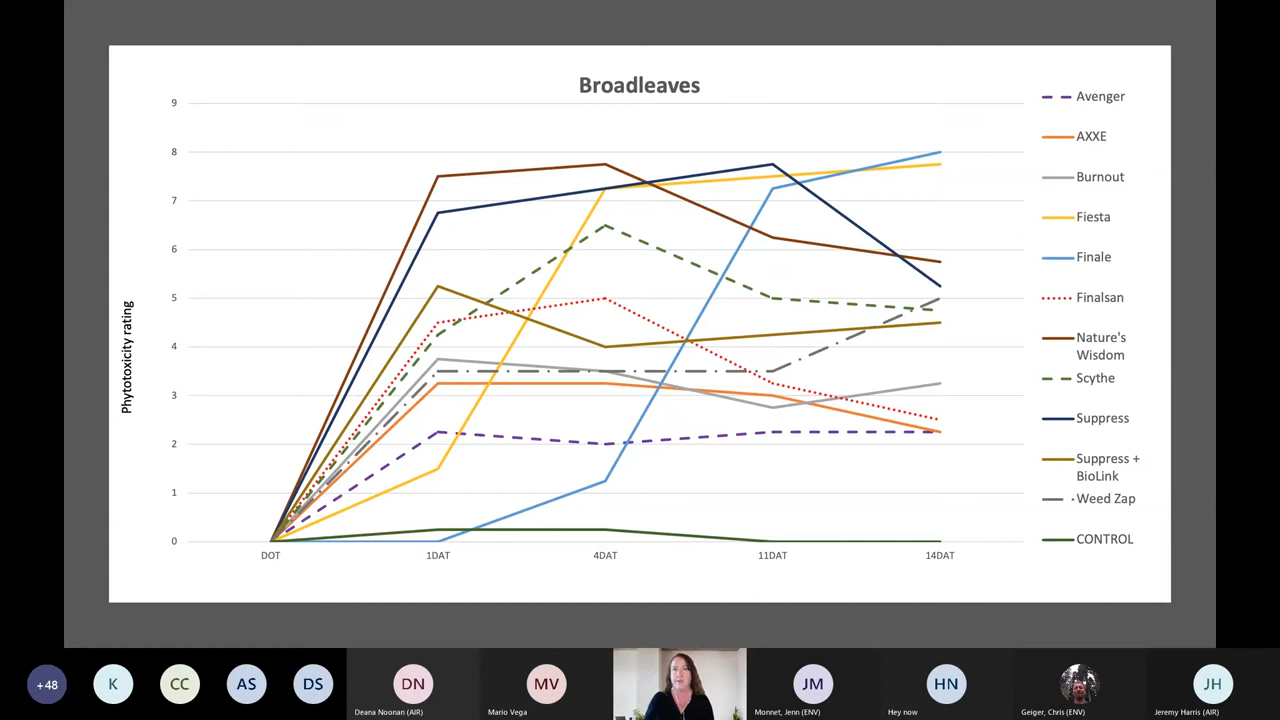 Broadleaves
Phytotoxicity rating
9
8
7
6
5
4
3
2
1
0
DOT
1DAT
4DAT
11DAT
14DAT
Avenger
AXXE
Burnout
Fiesta
Finale
Finalsan
Nature's
Wisdom
Scythe
Suppress
Suppress +
BioLink
Weed Zap
CONTROL
+48
K
CC
AS
DS
DN
Deana Noonan (AIR)
MV
Mario Vega
JM
Monnet, Jenn (ENV)
HN
Hey now
Geiger, Chris (ENV)
JH
Jeremy Harris (AIR)